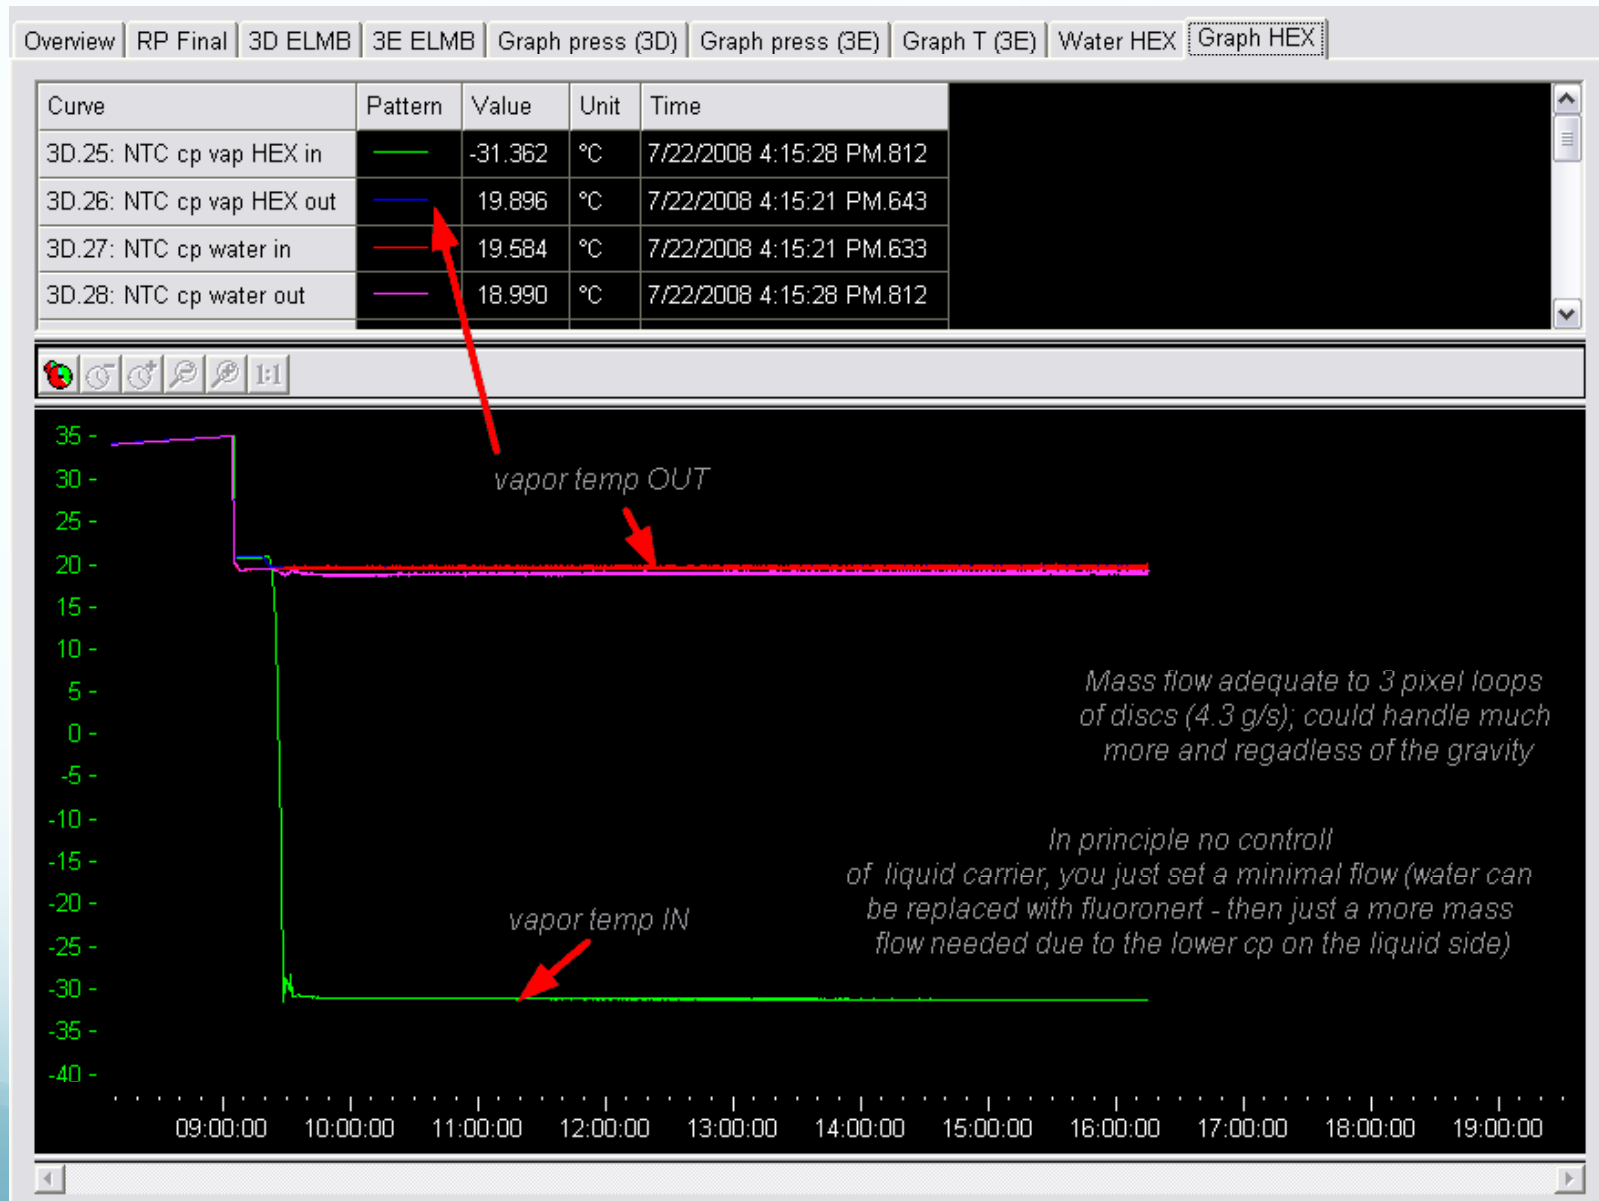 Overview RP Final 3D ELMB 3E ELMB Graph press (3D) Graph press (3E) Graph T (3E) Water HEX Graph HEX
Curve Pattern Value Unit Time
3D.25: NTC cp vap HEX in -31.362 °C 7/22/2008 4:15:28 PM.812
3D.26: NTC cp vap HEX out 19.896 °C 7/22/2008 4:15:21 PM.643
3D.27: NTC cp water in 19.584 °C 7/22/2008 4:15:21 PM.633
3D.28: NTC cp water out 18.990 °C 7/22/2008 4:15:28 PM.812
1:1
35
30
25
20
15
10
5
0
-5
-10
-15
-20
-25
-30
-35
-40
vapor temp OUT
Mass flow adequate to 3 pixel loops
of discs (4.3 g/s); could handle much
more and regadless of the gravity
In principle no controll
of liquid carrier, you just set a minimal flow (water can
be replaced with fluoronert - then just a more mass
flow needed due to the lower cp on the liquid side)
vapor temp IN
09:00:00 10:00:00 11:00:00 12:00:00 13:00:00 14:00:00 15:00:00 16:00:00 17:00:00 18:00:00 19:00:00